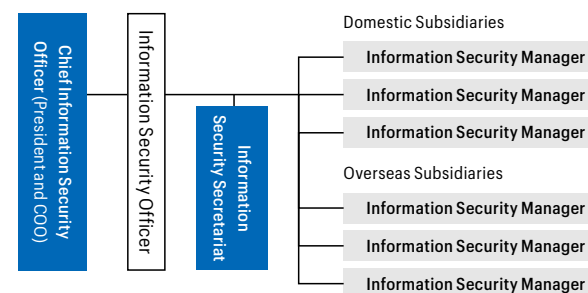 Chief Information Security
Officer (President and COO)
Information Security Officer
Information
Security Secretariat
Domestic Subsidiaries
Information Security Manager
Information Security Manager
Information Security Manager
Overseas Subsidiaries
Information Security Manager
Information Security Manager
Information Security Manager